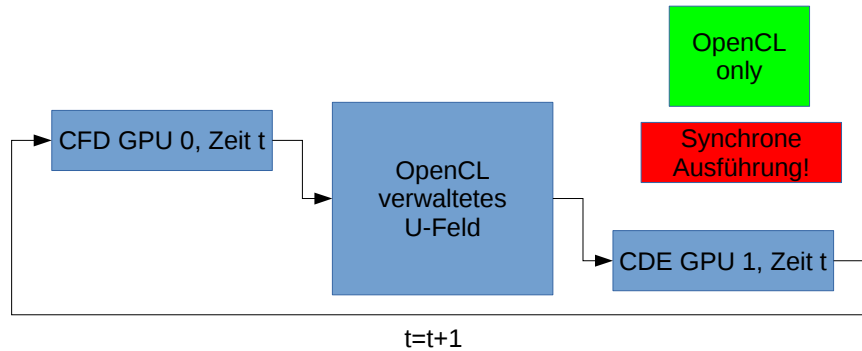 OpenCL
only
CFD GPU 0, Zeit t
Synchrone
Ausführung!
OpenCL
verwaltetes
U-Feld
CDE GPU 1, Zeit t
t=t+1